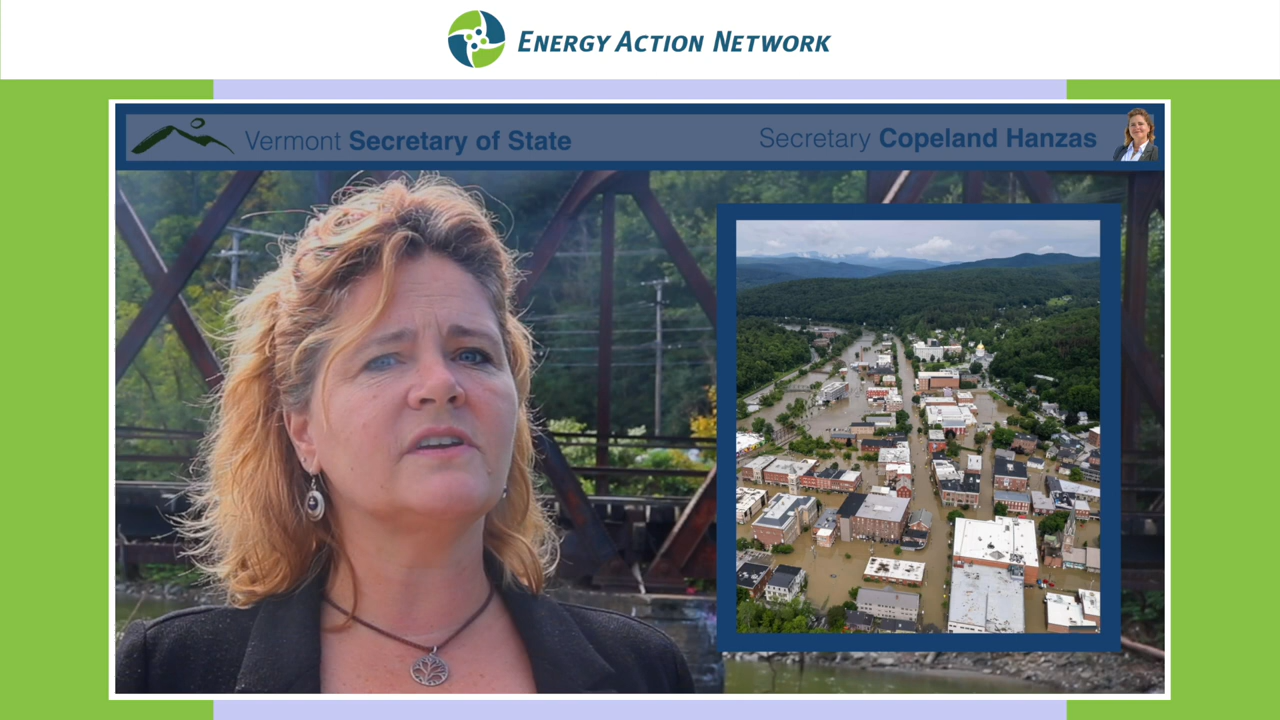 ENERGY ACTION NETWORK
Vermont Secretary of State
Secretary Copeland Hanzas